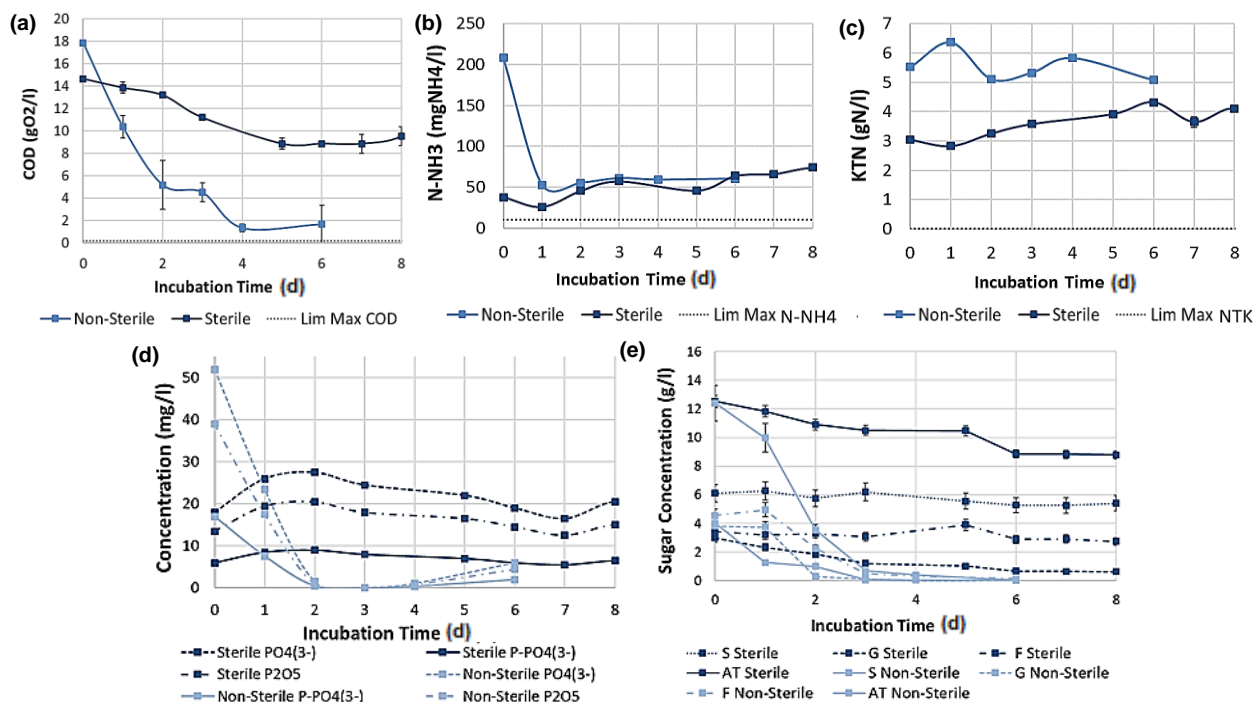 (a)
20
18
16
14
12
10
8
6
4
2
0
COD (gO2/l)
0 2 4 6 8
Incubation Time (d)
Non-Sterile Sterile Lim Max COD
(b)
250
200
150
100
50
0
N-NH3 (mgNH4/l)
0 1 2 3 4 5 6 7 8
Incubation Time (d)
Non-Sterile Sterile Lim Max N-NH4
(c)
7
6
5
4
3
2
1
0
KTN (gN/l)
0 1 2 3 4 5 6 7 8
Incubation Time (d)
Non-Sterile Sterile Lim Max NTK
(d)
50
40
30
20
10
0
Concentration (mg/l)
0 1 2 3 4 5 6 7 8
Incubation Time (d)
Sterile PO4(3-) Sterile P-PO4(3-)
Sterile P2O5 Non-Sterile PO4(3-)
Non-Sterile P-PO4(3-) Non-Sterile P2O5
(e)
16
14
12
10
8
6
4
2
0
Sugar Concentration (g/l)
0 2 4 6 8
Incubation Time (d)
S Sterile G Sterile F Sterile
AT Sterile S Non-Sterile G Non-Sterile
F Non-Sterile AT Non-Sterile